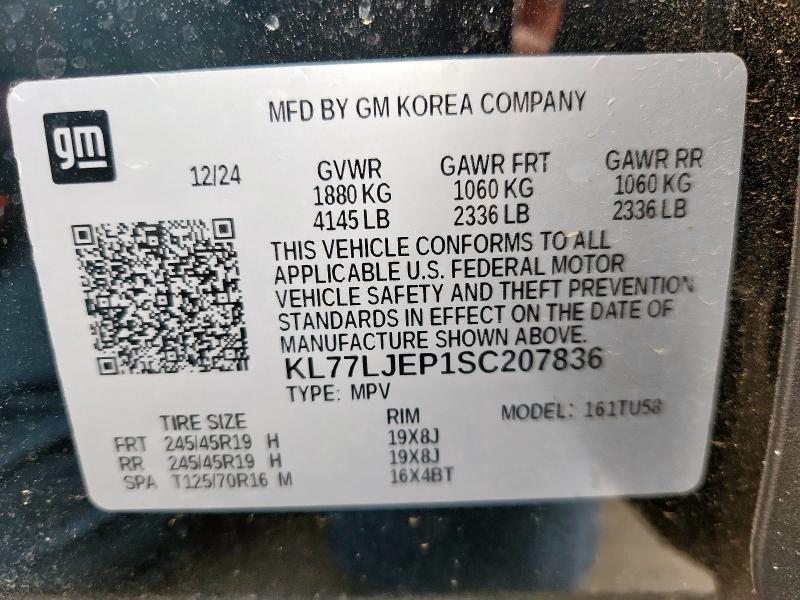 MFD BY GM KOREA COMPANY
gm
12/24
GVWR GAWR FRT GAWR RR
1880 KG 1060 KG 1060 KG
4145 LB 2336 LB 2336 LB
THIS VEHICLE CONFORMS TO ALL
APPLICABLE U.S. FEDERAL MOTOR
VEHICLE SAFETY AND THEFT PREVENTION
STANDARDS IN EFFECT ON THE DATE OF
MANUFACTURE SHOWN ABOVE.
KL77LJEP1SC207836
TYPE: MPV
MODEL: 161TU58
TIRE SIZE RIM
FRT 245/45R19 H 19X8J
RR 245/45R19 H 19X8J
SPA T125/70R16 M 16X4BT